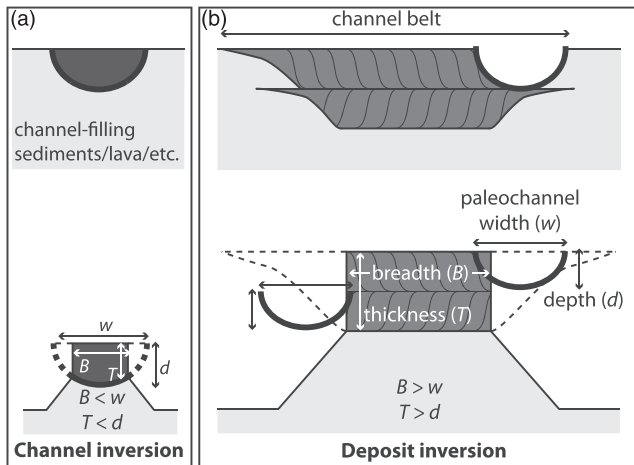 (a)
channel-filling
sediments/lava/etc.
w
B
T
d
B < w
T < d
Channel inversion
(b)
channel belt
paleochannel
width (w)
breadth (B)
thickness (T)
depth (d)
B > w
T > d
Deposit inversion